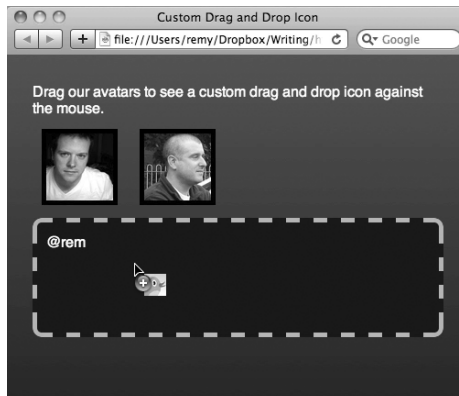 Custom Drag and Drop Icon
file:///Users/remy/Dropbox/Writing/h
Google
Drag our avatars to see a custom drag and drop icon against
the mouse.
@rem